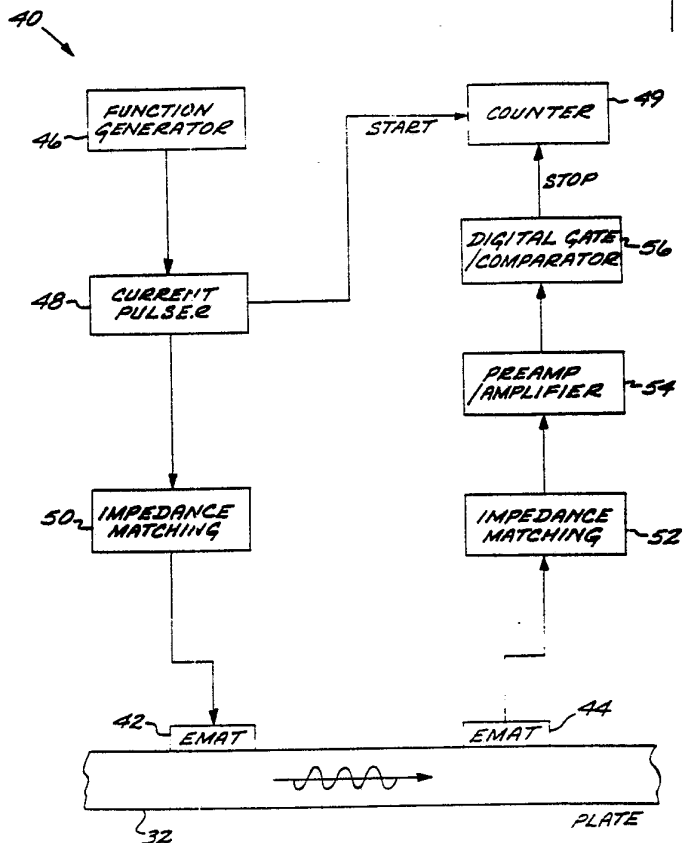 40
FUNCTION
GENERATOR
46
START
COUNTER
49
STOP
DIGITAL GATE
/COMPARATOR
56
CURRENT
PULSER
48
PREAMP
/AMPLIFIER
54
50
IMPEDANCE
MATCHING
IMPEDANCE
MATCHING
52
42
EMAT
EMAT
44
32
PLATE